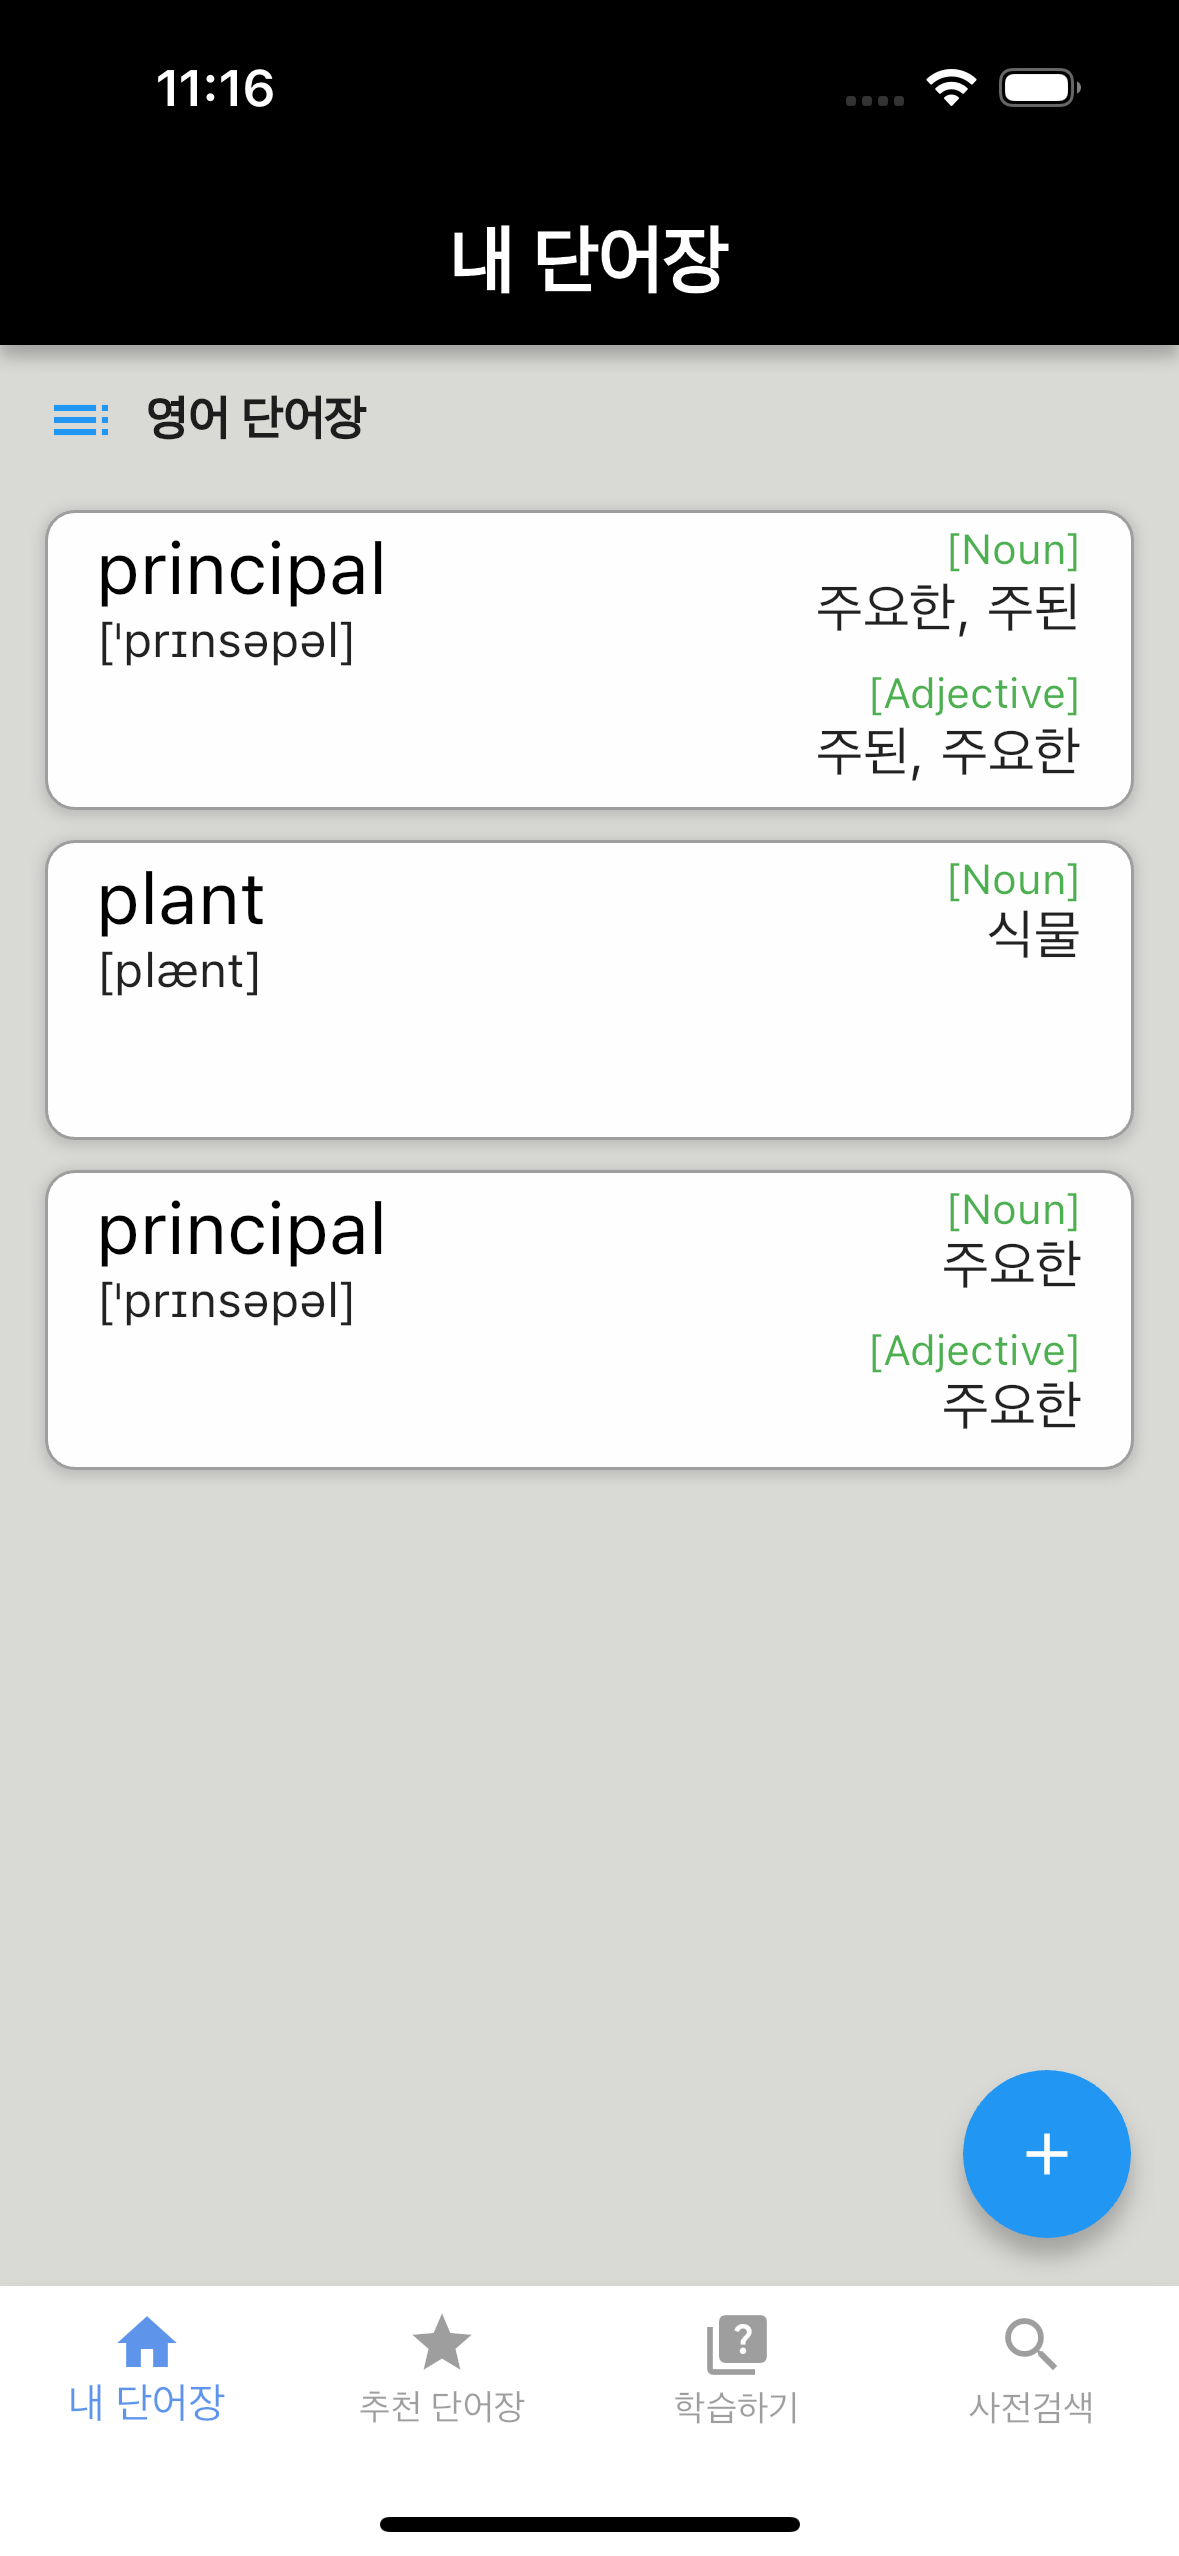 11:16
내 단어장
영어 단어장
principal
['prɪnsəpəl]
[Noun]
주요한, 주된
[Adjective]
주된, 주요한
plant
[plænt]
[Noun]
식물
principal
['prɪnsəpəl]
[Noun]
주요한
[Adjective]
주요한
내 단어장
추천 단어장
학습하기
사전검색